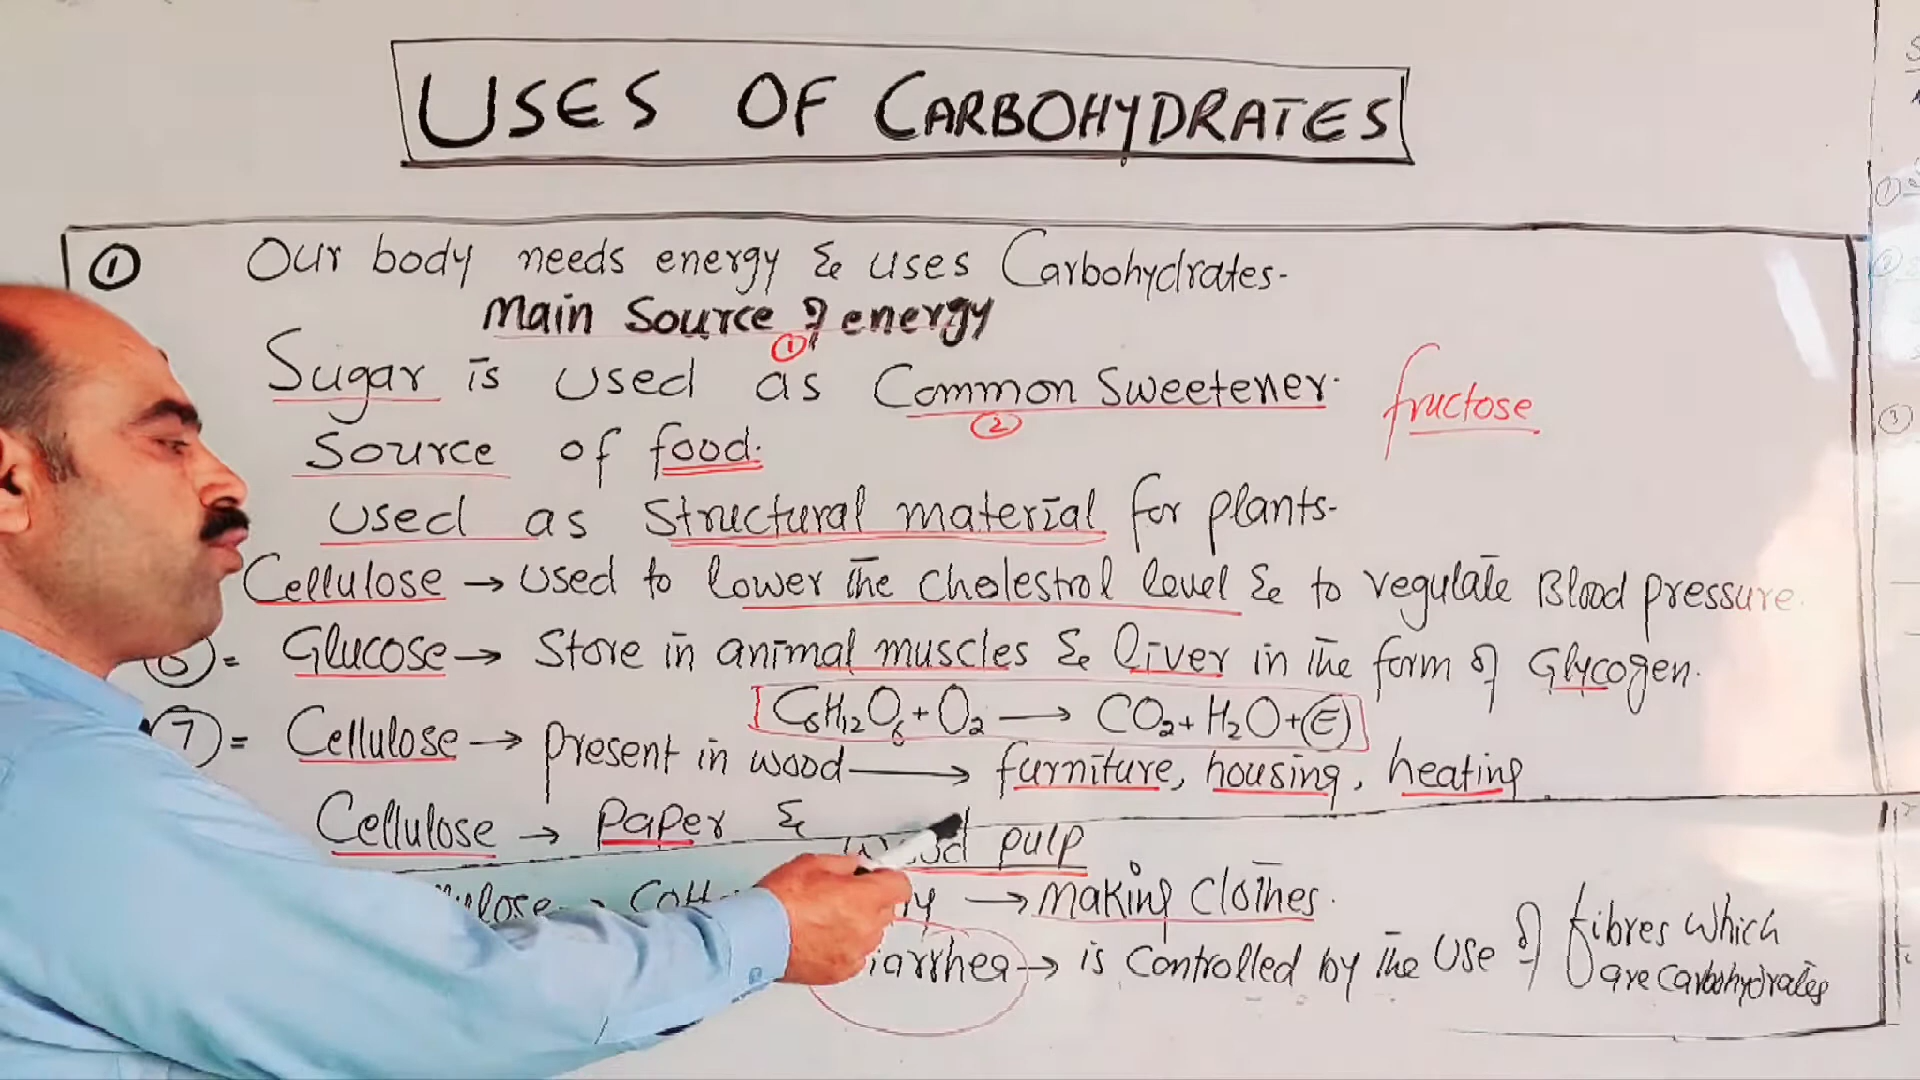 USES OF CARBOHYDRATES
① Our body needs energy & uses Carbohydrates.
Main Source of energy
①
Sugar is used as Common Sweetener. fructose
②
Source of food.
used as Structural material for plants.
Cellulose → used to lower the cholestrol level & to regulate Blood pressure.
= Glucose → Store in animal muscles & liver in the form of Glycogen.
C6H12O6 + O2 → CO2 + H2O + E
7 = Cellulose → present in wood → furniture, housing, heating
Cellulose → Paper & pulp
→ Making Clothes.
→ is controlled by the use of fibres which
are carbohydrates